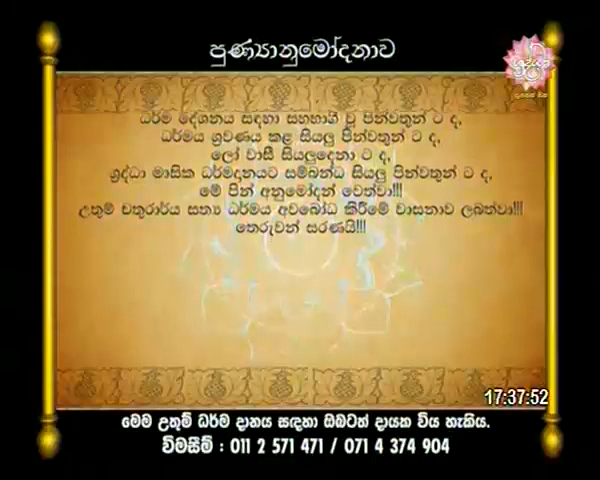 පුණ්‍යානුමෝදනාව
ධර්ම දේශනය සඳහා සහභාගී වූ පින්වතුන් ට ද,
ධර්මය ශ්‍රවණය කළ සියලු පින්වතුන් ට ද,
ලෝ වාසී සියලුදෙනා ට ද,
ශ්‍රද්ධා මාසික ධර්මදානයට සම්බන්ධ සියලු පින්වතුන් ට ද,
මේ පින් අනුමෝදන් වෙත්වා!!!
උතුම් චතුරාර්ය සත්‍ය ධර්මය අවබෝධ කිරීමේ වාසනාව ලබත්වා!!!
තෙරුවන් සරණයි!!!
17:37:52
මෙම උතුම් ධර්ම දානය සඳහා ඔබටත් දායක විය හැකිය.
විමසීම් : 011 2 571 471 / 071 4 374 904